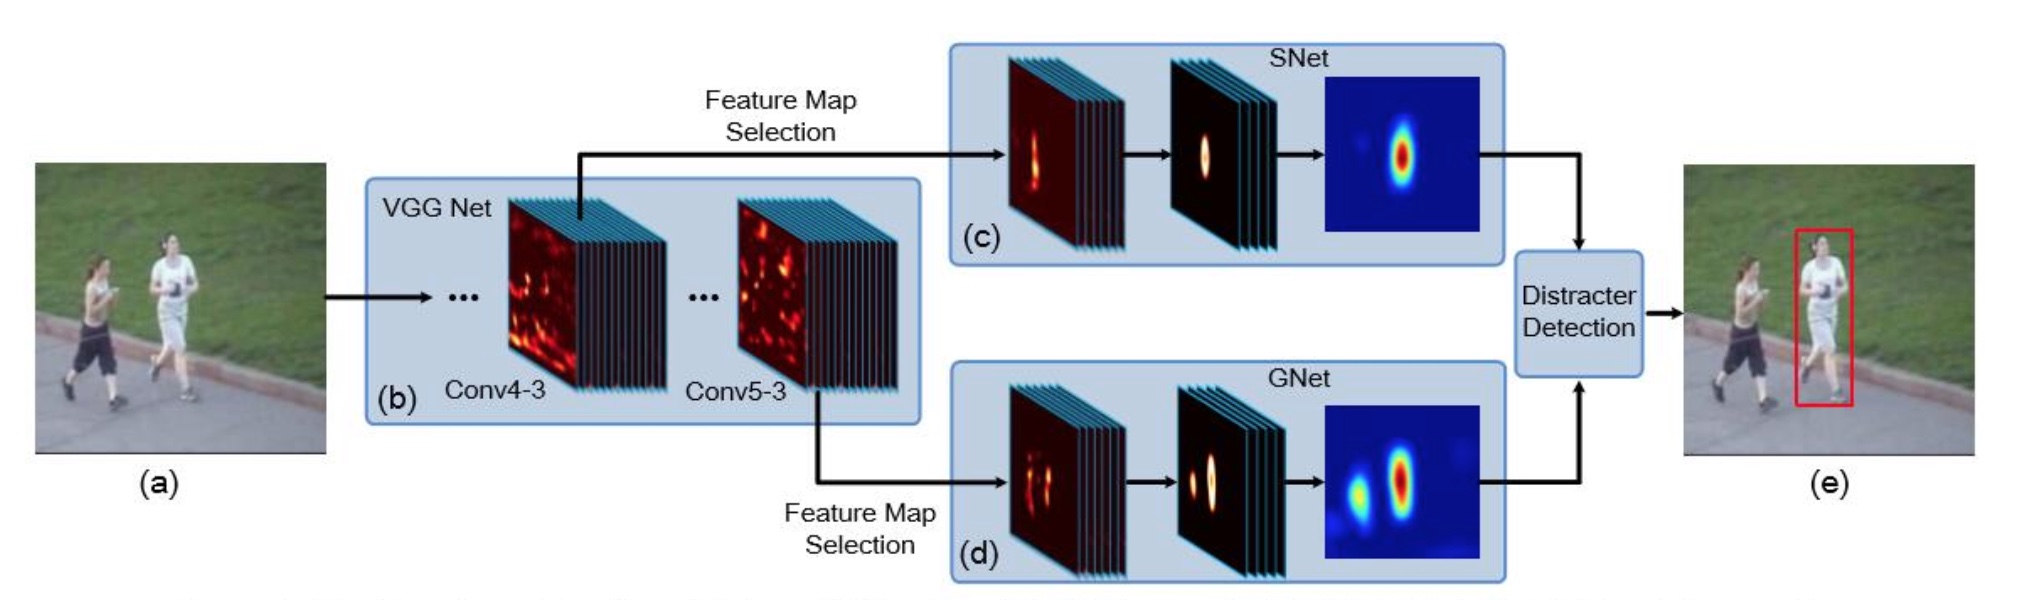 Feature Map
Selection
SNet
VGG Net
(c)
...
...
Distracter
Detection
GNet
Conv4-3
Conv5-3
(b)
(a)
(e)
Feature Map
Selection
(d)